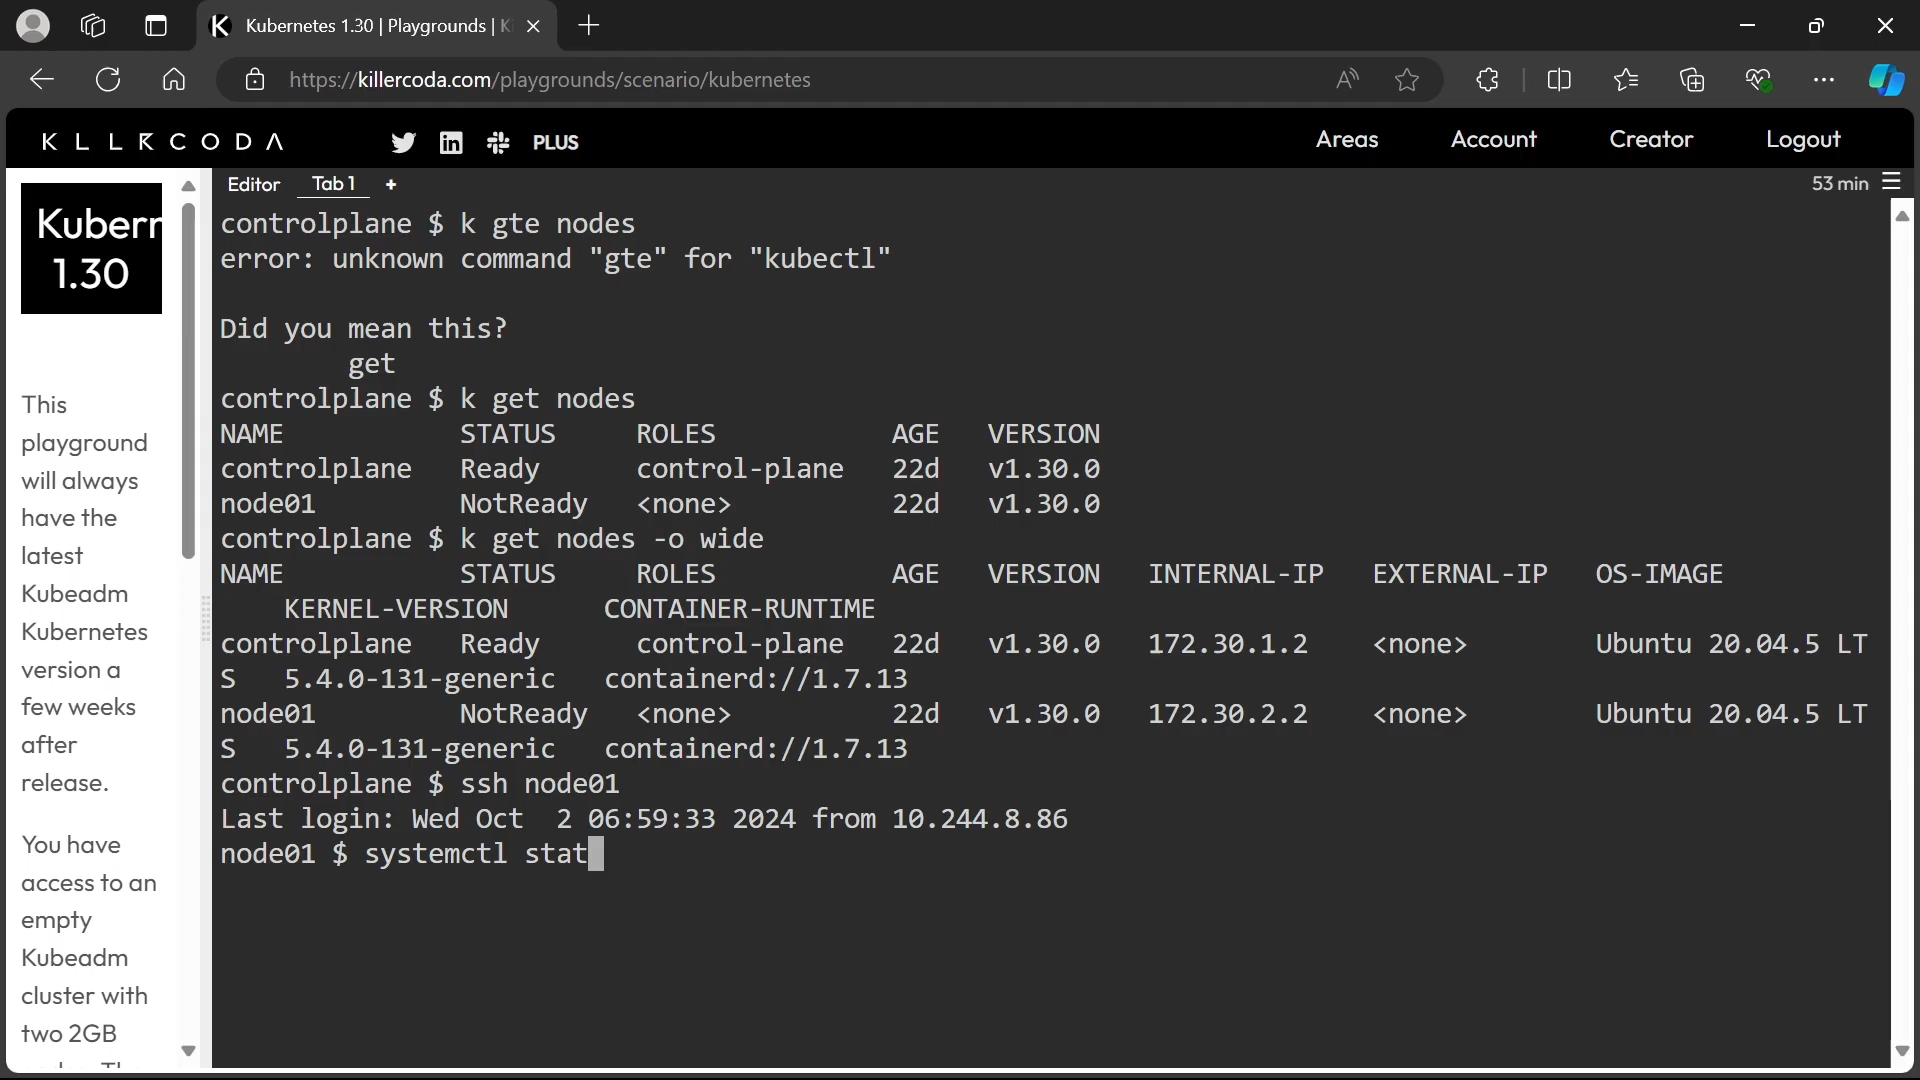 Kubernetes 1.30 | Playgrounds | Ki
https://killercoda.com/playgrounds/scenario/kubernetes
KLLRCODA
PLUS
Areas
Account
Creator
Logout
Kubern
1.30
This
playground
will always
have the
latest
Kubeadm
Kubernetes
version a
few weeks
after
release.
You have
access to an
empty
Kubeadm
cluster with
two 2GB
Editor
Tab 1
+
53 min
controlplane $ k gte nodes
error: unknown command "gte" for "kubectl"
Did you mean this?
get
controlplane $ k get nodes
NAME STATUS ROLES AGE VERSION
controlplane Ready control-plane 22d v1.30.0
node01 NotReady <none> 22d v1.30.0
controlplane $ k get nodes -o wide
NAME STATUS ROLES AGE VERSION INTERNAL-IP EXTERNAL-IP OS-IMAGE
KERNEL-VERSION CONTAINER-RUNTIME
controlplane Ready control-plane 22d v1.30.0 172.30.1.2 <none> Ubuntu 20.04.5 LT
S 5.4.0-131-generic containerd://1.7.13
node01 NotReady <none> 22d v1.30.0 172.30.2.2 <none> Ubuntu 20.04.5 LT
S 5.4.0-131-generic containerd://1.7.13
controlplane $ ssh node01
Last login: Wed Oct 2 06:59:33 2024 from 10.244.8.86
node01 $ systemctl stat